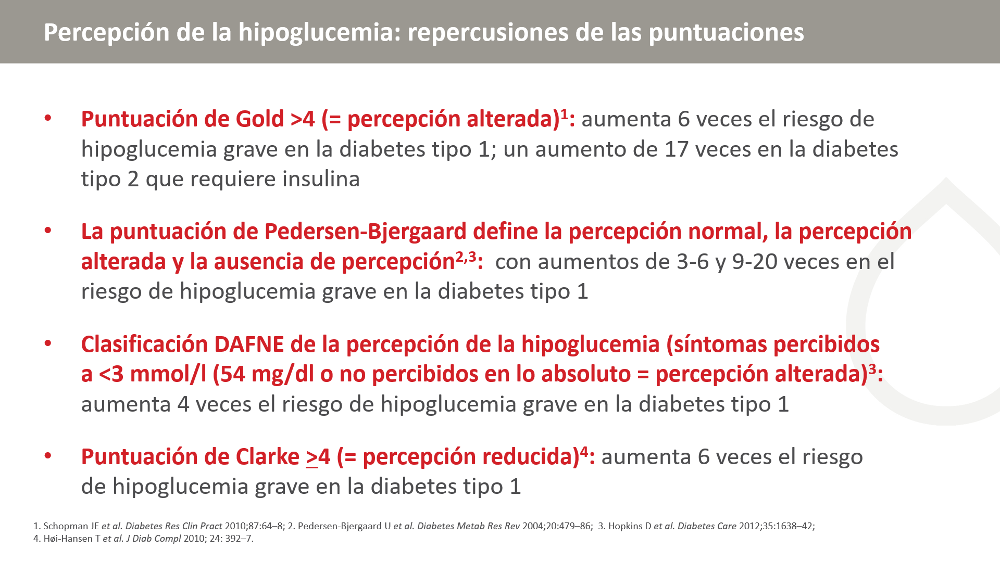 Percepción de la hipoglucemia: repercusiones de las puntuaciones
• Puntuación de Gold >4 (= percepción alterada)¹: aumenta 6 veces el riesgo de
hipoglucemia grave en la diabetes tipo 1; un aumento de 17 veces en la diabetes
tipo 2 que requiere insulina
• La puntuación de Pedersen-Bjergaard define la percepción normal, la percepción
alterada y la ausencia de percepción²,³: con aumentos de 3-6 y 9-20 veces en el
riesgo de hipoglucemia grave en la diabetes tipo 1
• Clasificación DAFNE de la percepción de la hipoglucemia (síntomas percibidos
a <3 mmol/l (54 mg/dl o no percibidos en lo absoluto = percepción alterada)³:
aumenta 4 veces el riesgo de hipoglucemia grave en la diabetes tipo 1
• Puntuación de Clarke ≥4 (= percepción reducida)⁴: aumenta 6 veces el riesgo
de hipoglucemia grave en la diabetes tipo 1
1. Schopman JE et al. Diabetes Res Clin Pract 2010;87:64–8; 2. Pedersen-Bjergaard U et al. Diabetes Metab Res Rev 2004;20:479–86; 3. Hopkins D et al. Diabetes Care 2012;35:1638–42;
4. Høi-Hansen T et al. J Diab Compl 2010; 24: 392–7.